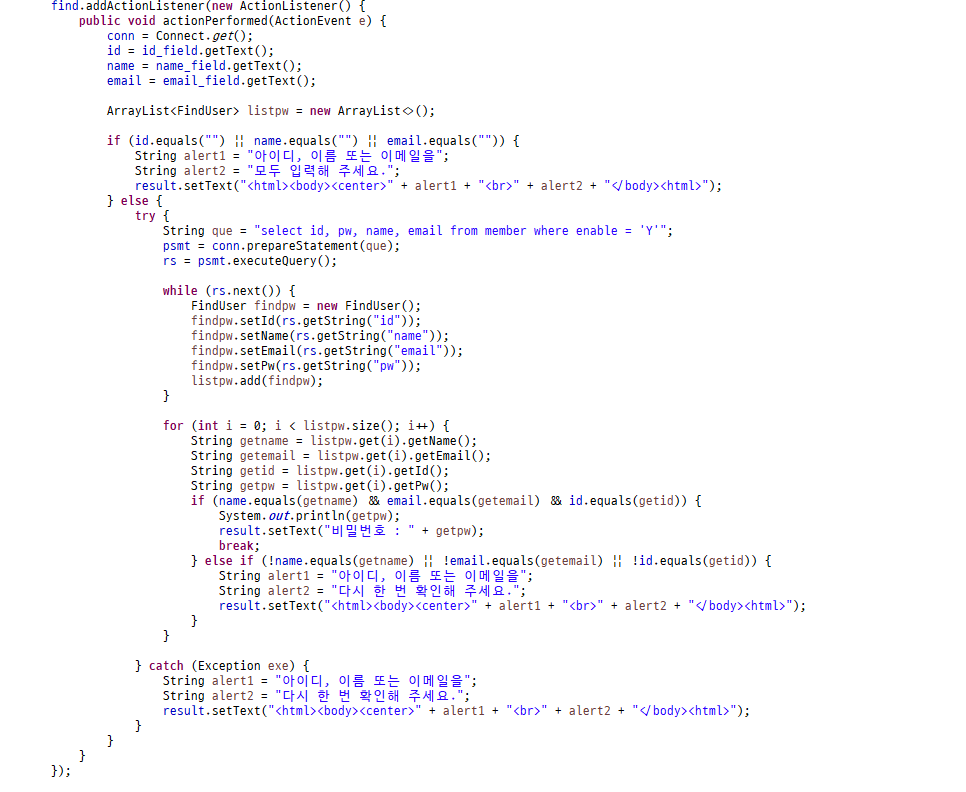 find.addActionListener(new ActionListener() {
    public void actionPerformed(ActionEvent e) {
        conn = Connect.get();
        id = id_field.getText();
        name = name_field.getText();
        email = email_field.getText();

        ArrayList<FindUser> listpw = new ArrayList<>();

        if (id.equals("") || name.equals("") || email.equals("")) {
            String alert1 = "아이디, 이름 또는 이메일을";
            String alert2 = "모두 입력해 주세요.";
            result.setText("<html><body><center>" + alert1 + "<br>" + alert2 + "</body><html>");
        } else {
            try {
                String que = "select id, pw, name, email from member where enable = 'Y'";
                psmt = conn.prepareStatement(que);
                rs = psmt.executeQuery();

                while (rs.next()) {
                    FindUser findpw = new FindUser();
                    findpw.setId(rs.getString("id"));
                    findpw.setName(rs.getString("name"));
                    findpw.setEmail(rs.getString("email"));
                    findpw.setPw(rs.getString("pw"));
                    listpw.add(findpw);
                }

                for (int i = 0; i < listpw.size(); i++) {
                    String getname = listpw.get(i).getName();
                    String getemail = listpw.get(i).getEmail();
                    String getid = listpw.get(i).getId();
                    String getpw = listpw.get(i).getPw();
                    if (name.equals(getname) && email.equals(getemail) && id.equals(getid)) {
                        System.out.println(getpw);
                        result.setText("비밀번호 : " + getpw);
                        break;
                    } else if (!name.equals(getname) || !email.equals(getemail) || !id.equals(getid)) {
                        String alert1 = "아이디, 이름 또는 이메일을";
                        String alert2 = "다시 한 번 확인해 주세요.";
                        result.setText("<html><body><center>" + alert1 + "<br>" + alert2 + "</body><html>");
                    }
                }

            } catch (Exception exe) {
                String alert1 = "아이디, 이름 또는 이메일을";
                String alert2 = "다시 한 번 확인해 주세요.";
                result.setText("<html><body><center>" + alert1 + "<br>" + alert2 + "</body><html>");
            }
        }
    }
});